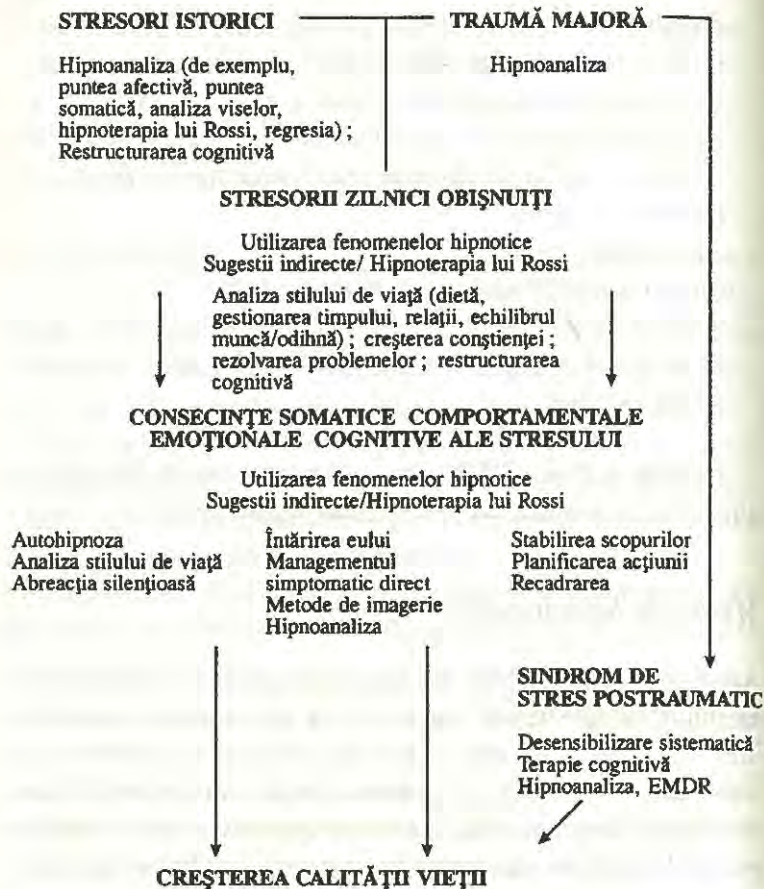 STRESORI ISTORICI
TRAUMĂ MAJORĂ
Hipnoanaliza (de exemplu,
puntea afectivă, puntea
somatică, analiza viselor,
hipnoterapia lui Rossi, regresia) ;
Restructurarea cognitivă
Hipnoanaliza
STRESORII ZILNICI OBIŞNUIŢI
Utilizarea fenomenelor hipnotice
Sugestii indirecte/ Hipnoterapia lui Rossi
Analiza stilului de viaţă (dietă,
gestionarea timpului, relaţii, echilibrul
muncă/odihnă) ; creşterea conştienţei ;
rezolvarea problemelor ; restructurarea
cognitivă
CONSECINŢE SOMATICE COMPORTAMENTALE
EMOŢIONALE COGNITIVE ALE STRESULUI
Utilizarea fenomenelor hipnotice
Sugestii indirecte/Hipnoterapia lui Rossi
Autohipnoza
Analiza stilului de viaţă
Abreacţia silenţioasă
Întărirea eului
Managementul
simptomatic direct
Metode de imagerie
Hipnoanaliza
Stabilirea scopurilor
Planificarea acţiunii
Recadrarea
SINDROM DE
STRES POSTRAUMATIC
Desensibilizare sistematică
Terapie cognitivă
Hipnoanaliza, EMDR
CREŞTEREA CALITĂŢII VIEŢII